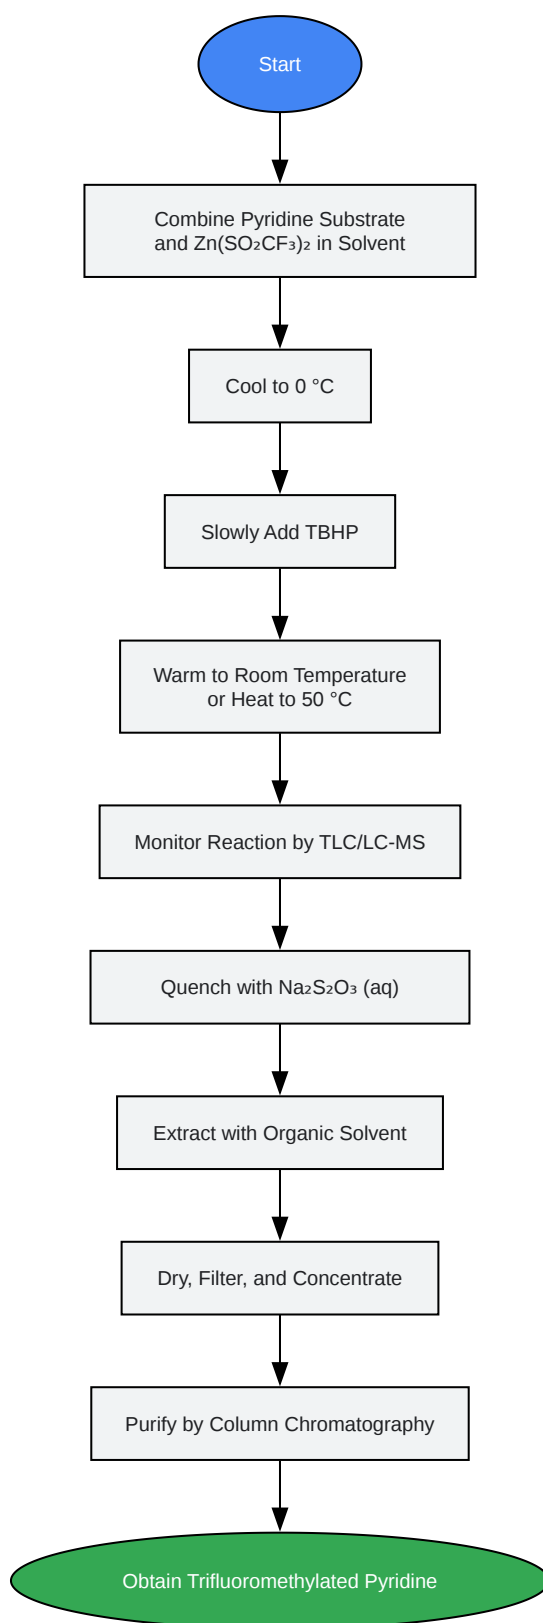 Start
Combine Pyridine Substrate
and Zn(SO₂CF₃)₂ in Solvent
Cool to 0 °C
Slowly Add TBHP
Warm to Room Temperature
or Heat to 50 °C
Monitor Reaction by TLC/LC-MS
Quench with Na₂S₂O₃ (aq)
Extract with Organic Solvent
Dry, Filter, and Concentrate
Purify by Column Chromatography
Obtain Trifluoromethylated Pyridine